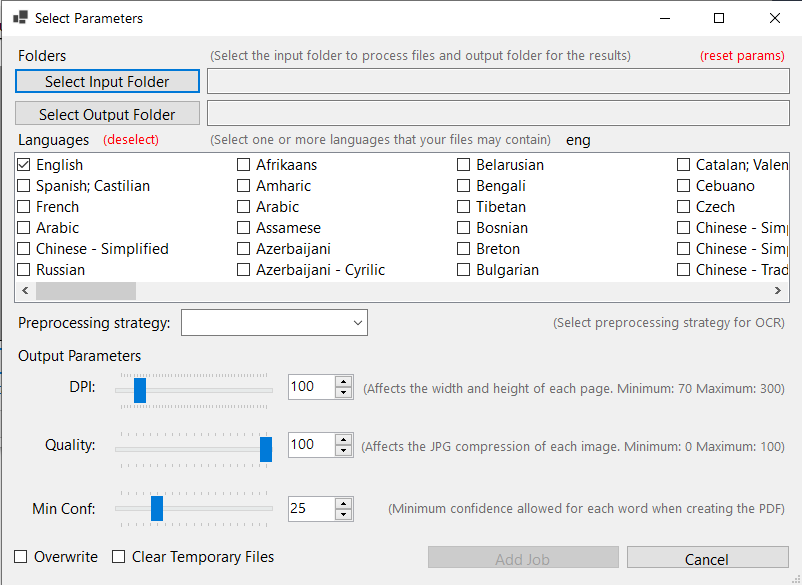 Select Parameters
Folders (Select the input folder to process files and output folder for the results) (reset params)
Select Input Folder
Select Output Folder
Languages (deselect) (Select one or more languages that your files may contain) eng
English Afrikaans Belarusian Catalan; Valen
Spanish; Castilian Amharic Bengali Cebuano
French Arabic Tibetan Czech
Arabic Assamese Bosnian Chinese - Simp
Chinese - Simplified Azerbaijani Breton Chinese - Simp
Russian Azerbaijani - Cyrilic Bulgarian Chinese - Trad
Preprocessing strategy: (Select preprocessing strategy for OCR)
Output Parameters
DPI: 100 (Affects the width and height of each page. Minimum: 70 Maximum: 300)
Quality: 100 (Affects the JPG compression of each image. Minimum: 0 Maximum: 100)
Min Conf: 25 (Minimum confidence allowed for each word when creating the PDF)
Overwrite Clear Temporary Files Add Job Cancel